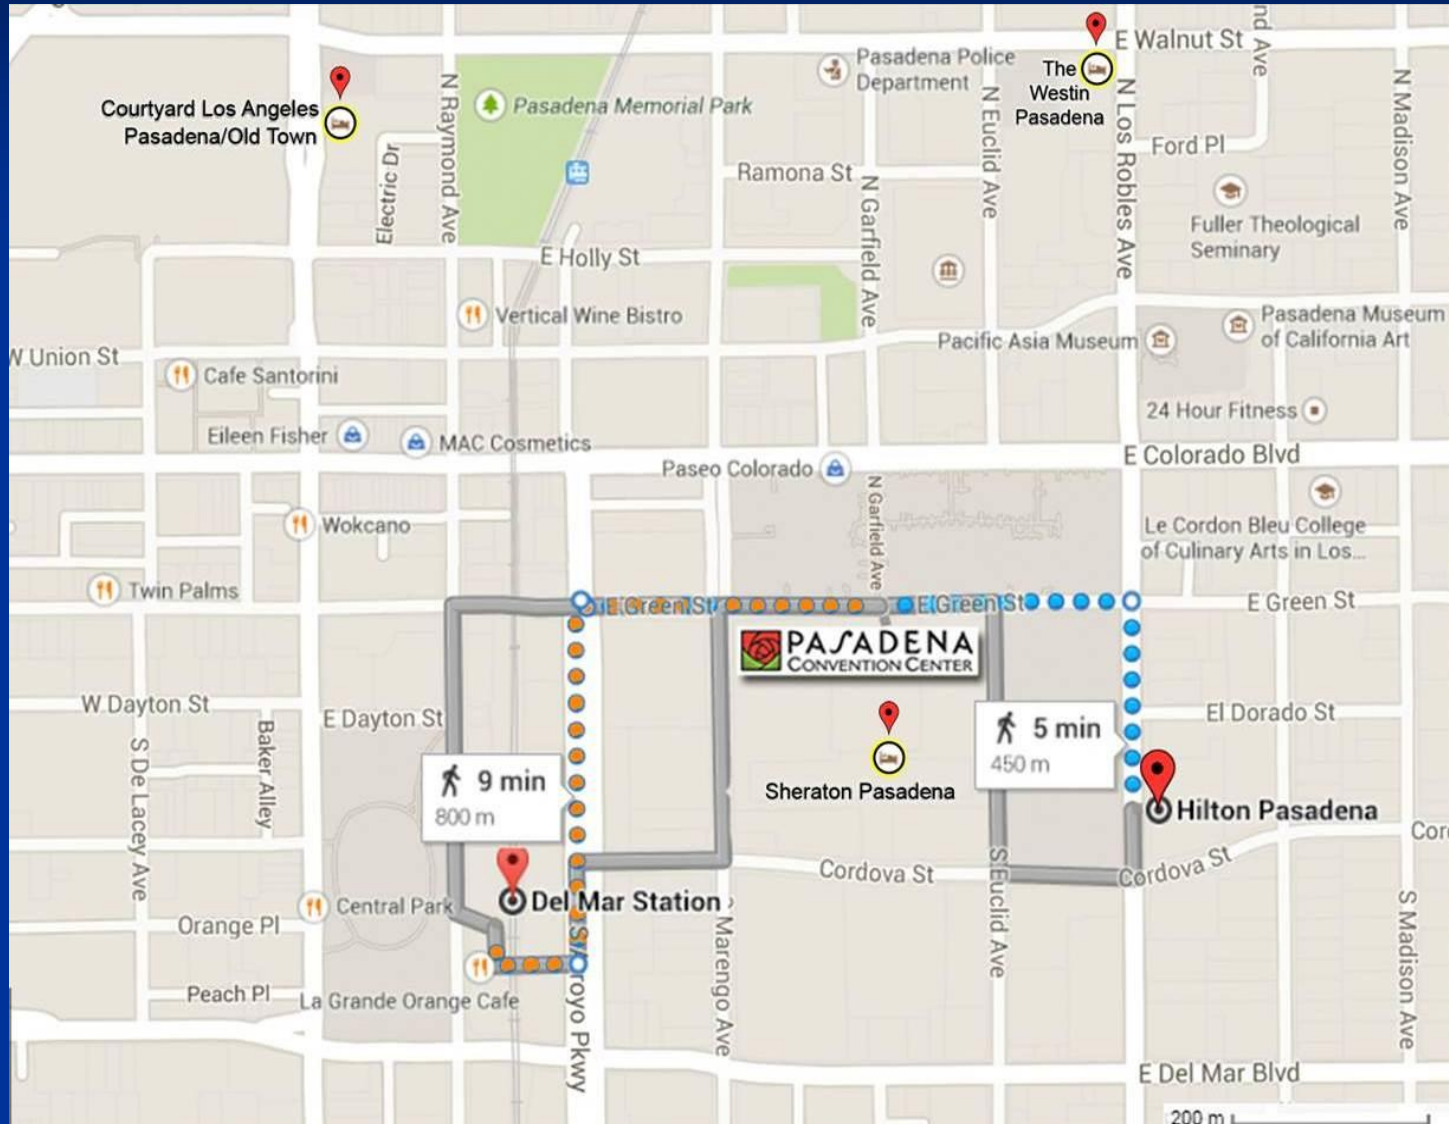 E Walnut St
nd Ave
Pasadena Police
Department
The
Westin
Pasadena
Courtyard Los Angeles
Pasadena/Old Town
Pasadena Memorial Park
N Raymond Ave
Electric Dr
N Euclid Ave
N Los Robles Ave
N Madison Ave
Ford Pl
Ramona St
N Garfield Ave
Fuller Theological
Seminary
E Holly St
Vertical Wine Bistro
Pasadena Museum
of California Art
Pacific Asia Museum
W Union St
Cafe Santorini
24 Hour Fitness
Eileen Fisher
MAC Cosmetics
E Colorado Blvd
Paseo Colorado
N Garfield Ave
Wokcano
Le Cordon Bleu College
of Culinary Arts in Los...
Twin Palms
E Green St
E Green St
E Green St
PASADENA
CONVENTION CENTER
W Dayton St
E Dayton St
El Dorado St
S De Lacey Ave
Baker Alley
5 min
450 m
9 min
800 m
Sheraton Pasadena
Hilton Pasadena
Cor
Cordova St
Cordova St
S Euclid Ave
Central Park
Del Mar Station
Orange Pl
Marengo Ave
S Madison Ave
Peach Pl
La Grande Orange Cafe
royo Pkwy
E Del Mar Blvd
200 m